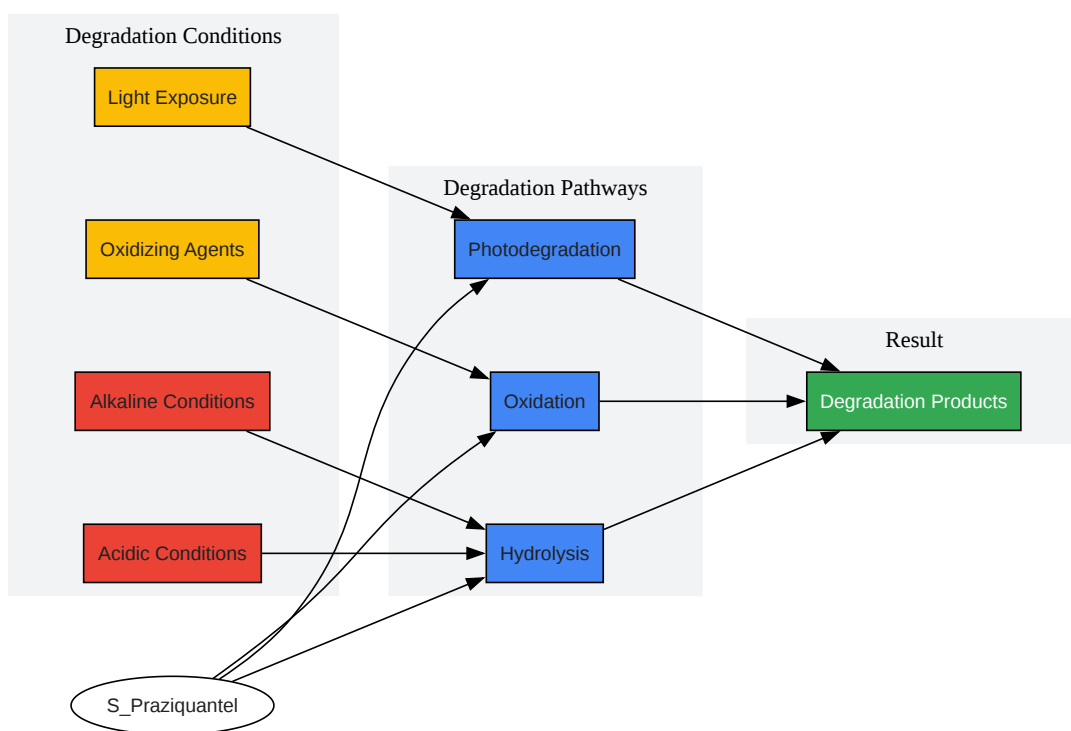 Degradation Conditions
Light Exposure
Oxidizing Agents
Alkaline Conditions
Acidic Conditions
S_Praziquantel
Degradation Pathways
Photodegradation
Oxidation
Hydrolysis
Result
Degradation Products